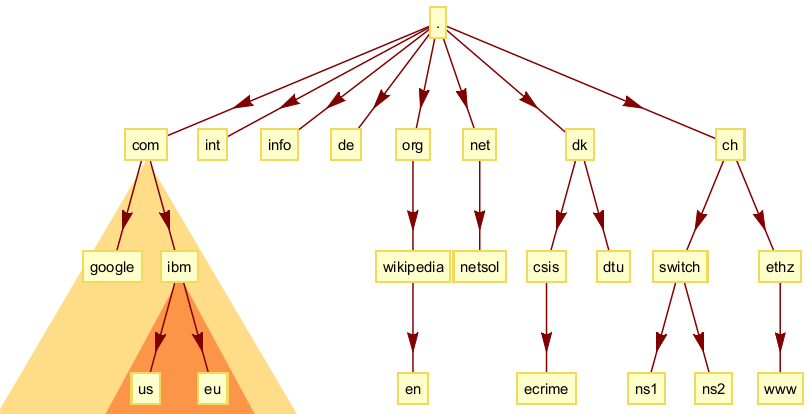 .
com int info de org net dk ch
google ibm wikipedia netsol csis dtu switch ethz
us eu en ecrime ns1 ns2 www